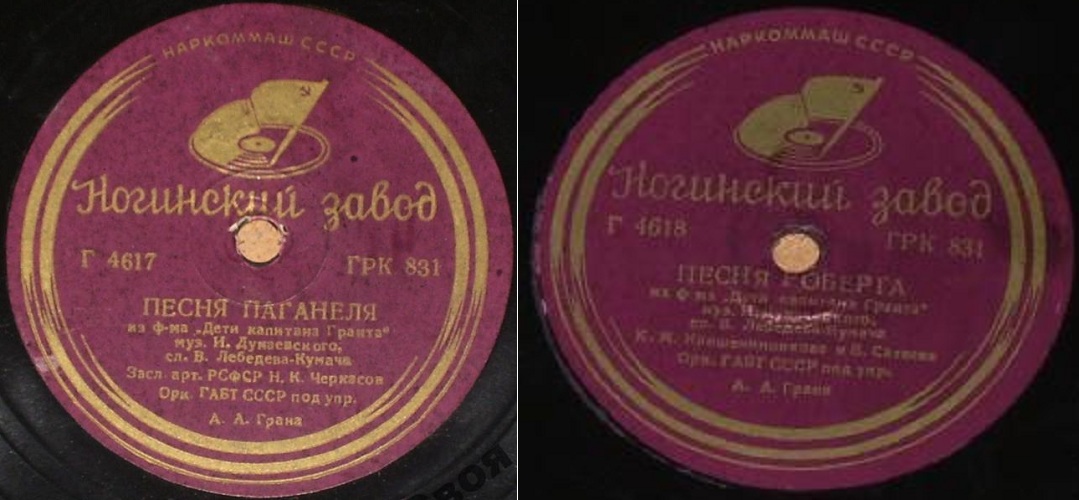 НАРКОММАШ СССР
Ногинский завод
Г 4617
ГРК 831
ПЕСНЯ ПАГАНЕЛЯ
из ф-ма „Дети капитана Гранта“
муз. И. Дунаевского,
сл. В. Лебедева-Кумача
Засл. арт. РСФСР Н. К. Черкасов
Орк. ГАБТ СССР под упр.
А. А. Грана
НАРКОММАШ СССР
Ногинский завод
Г 4618
ГРК 831
ПЕСНЯ РОБЕРТА
из ф-ма „Дети капитана Гранта“
муз. И.
сл. В. Лебедева-Кумача
К. М. и В.
Орк. ГАБТ СССР под упр.
А. А. Грана